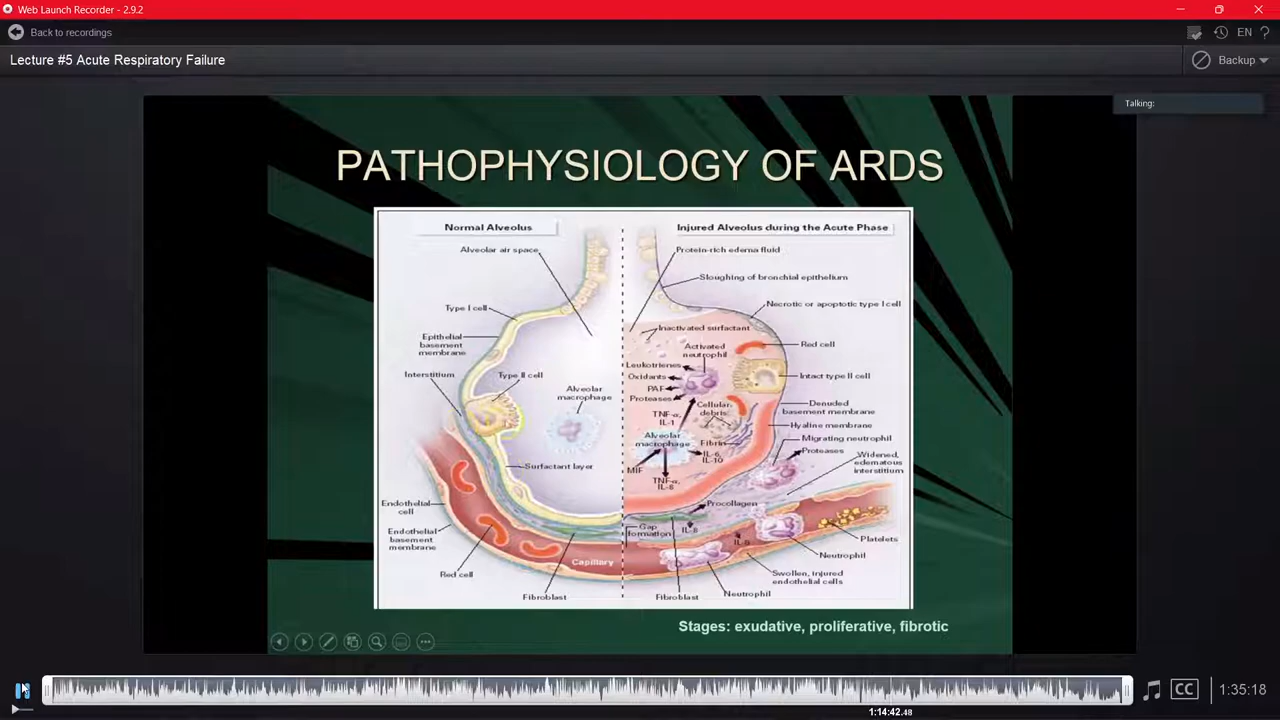 Web Launch Recorder - 2.9.2
Back to recordings
EN ?
Lecture #5 Acute Respiratory Failure
Backup
Talking:
PATHOPHYSIOLOGY OF ARDS
Normal Alveolus
Injured Alveolus during the Acute Phase
Alveolar air space
Protein-rich edema fluid
Sloughing of bronchial epithelium
Type I cell
Necrotic or apoptotic type I cell
Inactivated surfactant
Epithelial
basement
membrane
Activated
neutrophil
Red cell
Leukotrienes
Oxidants
PAF
Proteases
Interstitium
Type II cell
Intact type II cell
Alveolar
macrophage
Cellular
debris
Denuded
basement membrane
TNF-α,
IL-1
Hyaline membrane
Alveolar
macrophage
Fibrin
Migrating neutrophil
Proteases
IL-6,
IL-10
Widened,
edematous
interstitium
MIF
Surfactant layer
TNF-α,
IL-8
Procollagen
Endothelial
cell
Gap
formation
IL-8
IL-8
Endothelial
basement
membrane
Platelets
Neutrophil
Capillary
Red cell
Swollen, injured
endothelial cells
Fibroblast
Fibroblast
Neutrophil
Stages: exudative, proliferative, fibrotic
CC
1:35:18
1:14:42.48